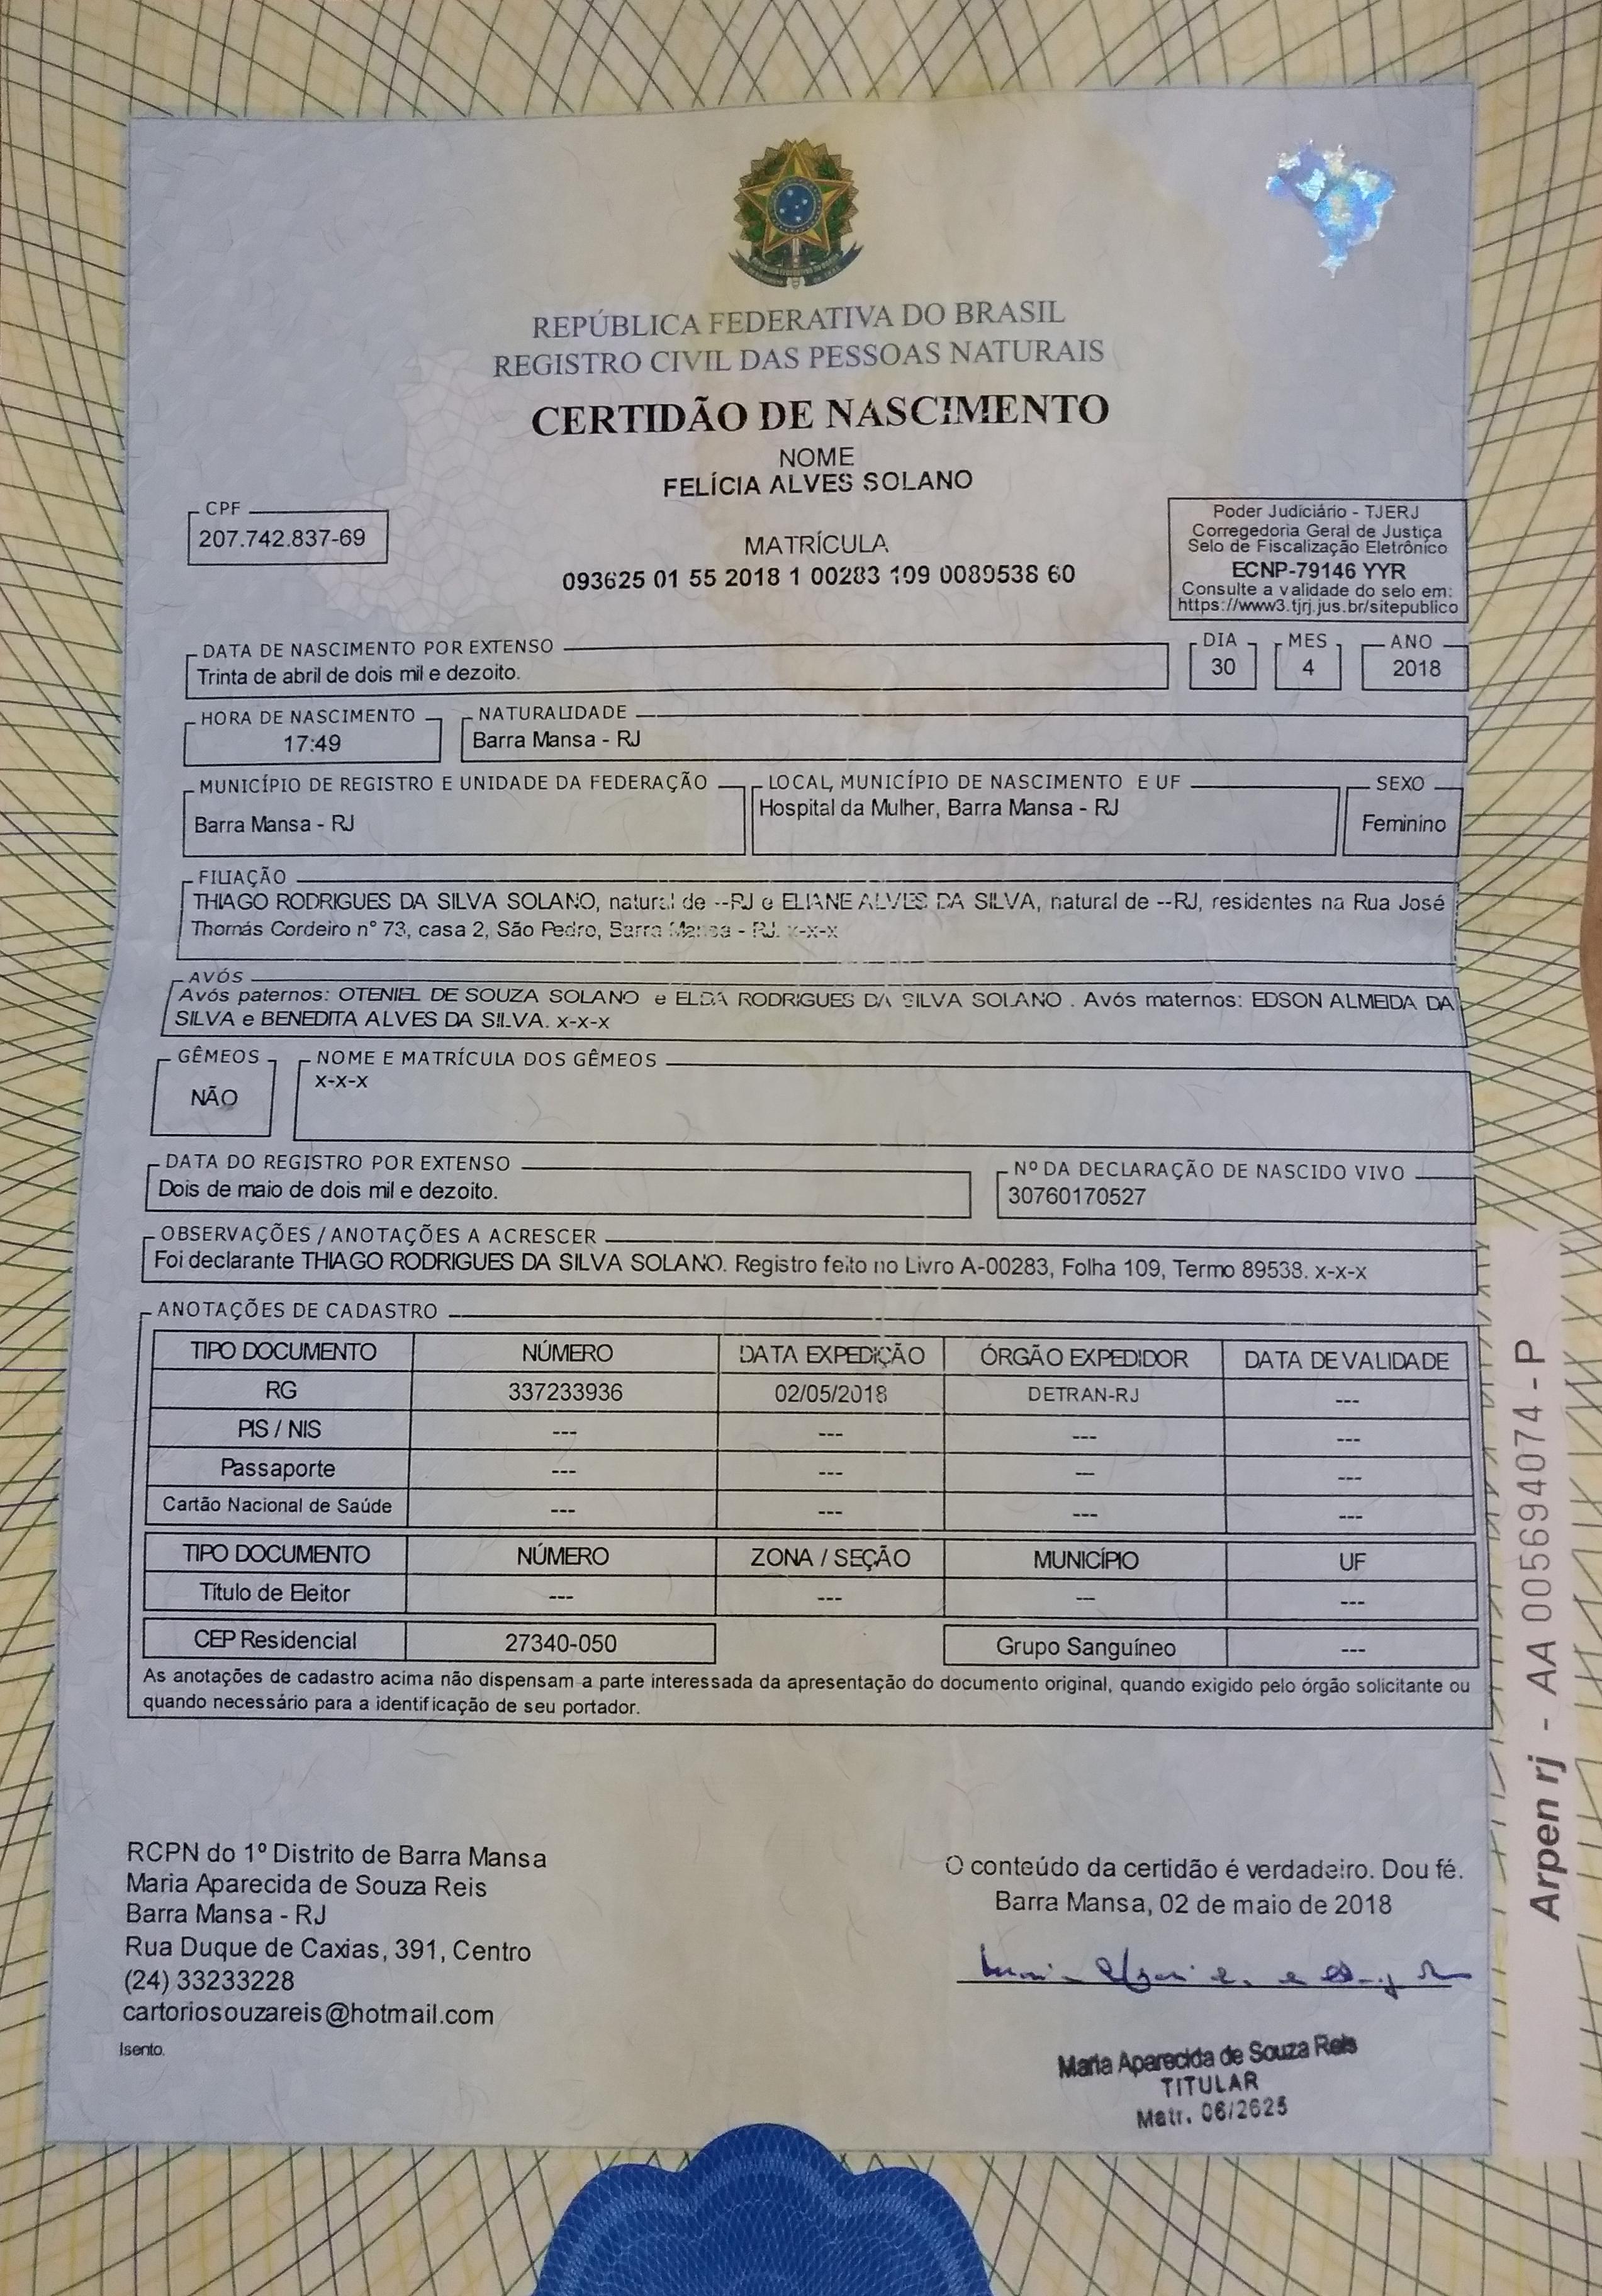 REPÚBLICA FEDERATIVA DO BRASIL
REGISTRO CIVIL DAS PESSOAS NATURAIS
CERTIDÃO DE NASCIMENTO
NOME
FELÍCIA ALVES SOLANO
CPF
207.742.837-69
MATRÍCULA
093625 01 55 2018 1 00283 109 0089538 60
Poder Judiciário - TJERJ
Corregedoria Geral de Justiça
Selo de Fiscalização Eletrônico
ECNP-79146 YYR
Consulte a validade do selo em:
https://www3.tjrj.jus.br/sitepublico
DATA DE NASCIMENTO POR EXTENSO
Trinta de abril de dois mil e dezoito.
DIA MES ANO
30 4 2018
HORA DE NASCIMENTO
17:49
NATURALIDADE
Barra Mansa - RJ
MUNICÍPIO DE REGISTRO E UNIDADE DA FEDERAÇÃO
Barra Mansa - RJ
LOCAL, MUNICÍPIO DE NASCIMENTO E UF
Hospital da Mulher, Barra Mansa - RJ
SEXO
Feminino
FILIAÇÃO
THIAGO RODRIGUES DA SILVA SOLANO, natural de --RJ e ELIANE ALVES DA SILVA, natural de --RJ, residentes na Rua José
Thomás Cordeiro n° 73, casa 2, São Pedro, Barra Mansa - RJ. x-x-x
AVÓS
Avós paternos: OTENIEL DE SOUZA SOLANO e ELDA RODRIGUES DA SILVA SOLANO . Avós maternos: EDSON ALMEIDA DA
SILVA e BENEDITA ALVES DA SILVA. x-x-x
GÊMEOS
NÃO
NOME E MATRÍCULA DOS GÊMEOS
x-x-x
DATA DO REGISTRO POR EXTENSO
Dois de maio de dois mil e dezoito.
Nº DA DECLARAÇÃO DE NASCIDO VIVO
30760170527
OBSERVAÇÕES / ANOTAÇÕES A ACRESCER
Foi declarante THIAGO RODRIGUES DA SILVA SOLANO. Registro feito no Livro A-00283, Folha 109, Termo 89538. x-x-x
ANOTAÇÕES DE CADASTRO
TIPO DOCUMENTO NÚMERO DATA EXPEDIÇÃO ÓRGÃO EXPEDIDOR DATA DE VALIDADE
RG 337233936 02/05/2018 DETRAN-RJ ---
PIS / NIS --- --- --- ---
Passaporte --- --- --- ---
Cartão Nacional de Saúde --- --- --- ---
TIPO DOCUMENTO NÚMERO ZONA / SEÇÃO MUNICÍPIO UF
Título de Eleitor --- --- --- ---
CEP Residencial 27340-050 Grupo Sanguíneo ---
As anotações de cadastro acima não dispensam a parte interessada da apresentação do documento original, quando exigido pelo órgão solicitante ou
quando necessário para a identificação de seu portador.
RCPN do 1º Distrito de Barra Mansa
Maria Aparecida de Souza Reis
Barra Mansa - RJ
Rua Duque de Caxias, 391, Centro
(24) 33233228
cartoriosouzareis@hotmail.com
Isento.
O conteúdo da certidão é verdadeiro. Dou fé.
Barra Mansa, 02 de maio de 2018
Maria Aparecida de Souza Reis
TITULAR
Matr. 06/2625
Arpen rj - AA 005694074 - P